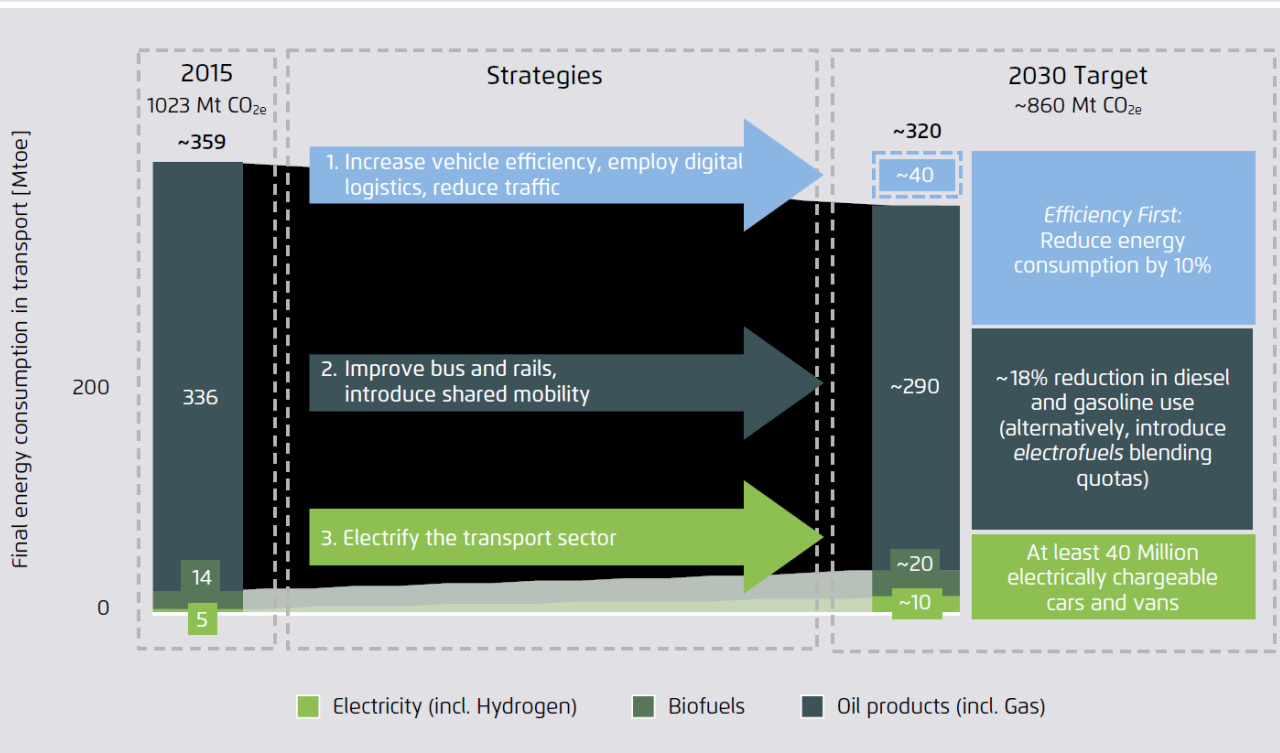 2015
1023 Mt CO2e
~359
Strategies
2030 Target
~860 Mt CO2e
~320
Final energy consumption in transport [Mtoe]
200
0
336
14
5
1. Increase vehicle efficiency, employ digital
logistics, reduce traffic
2. Improve bus and rails,
introduce shared mobility
3. Electrify the transport sector
~40
~290
~20
~10
Efficiency First:
Reduce energy
consumption by 10%
~18% reduction in diesel
and gasoline use
(alternatively, introduce
electrofuels blending
quotas)
At least 40 Million
electrically chargeable
cars and vans
Electricity (incl. Hydrogen)
Biofuels
Oil products (incl. Gas)